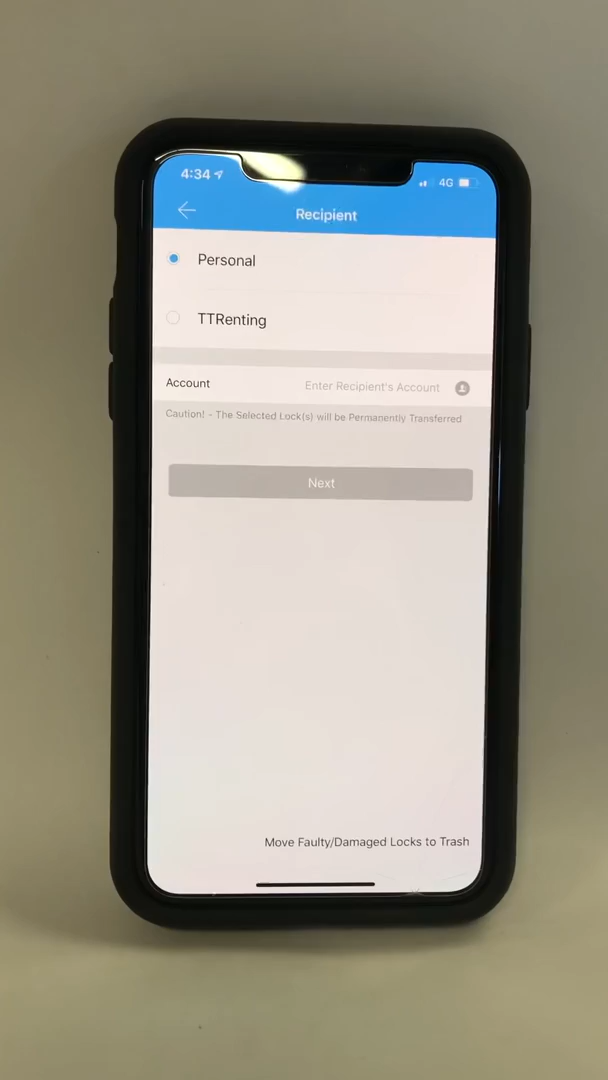 4:34
4G
Recipient
Personal
TTRenting
Account Enter Recipient's Account
Caution! - The Selected Lock(s) will be Permanently Transferred
Next
Move Faulty/Damaged Locks to Trash